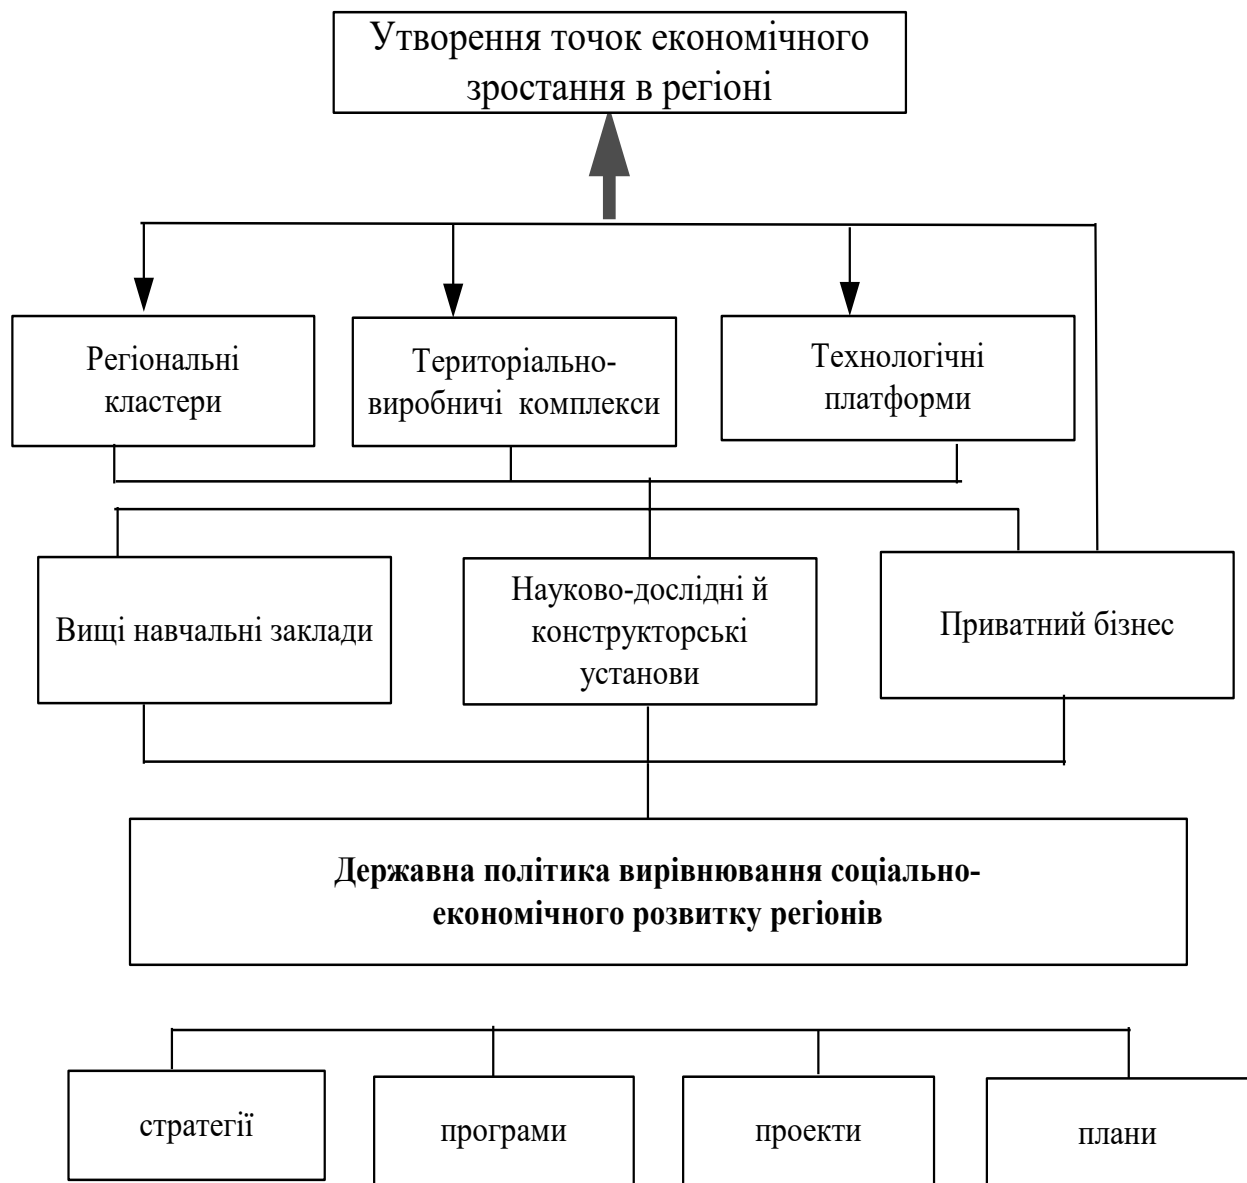 Утворення точок економічного
зростання в регіоні
Регіональні
кластери
Територіально-
виробничі комплекси
Технологічні
платформи
Вищі навчальні заклади
Науково-дослідні й
конструкторські
установи
Приватний бізнес
Державна політика вирівнювання соціально-
економічного розвитку регіонів
стратегії
програми
проекти
плани